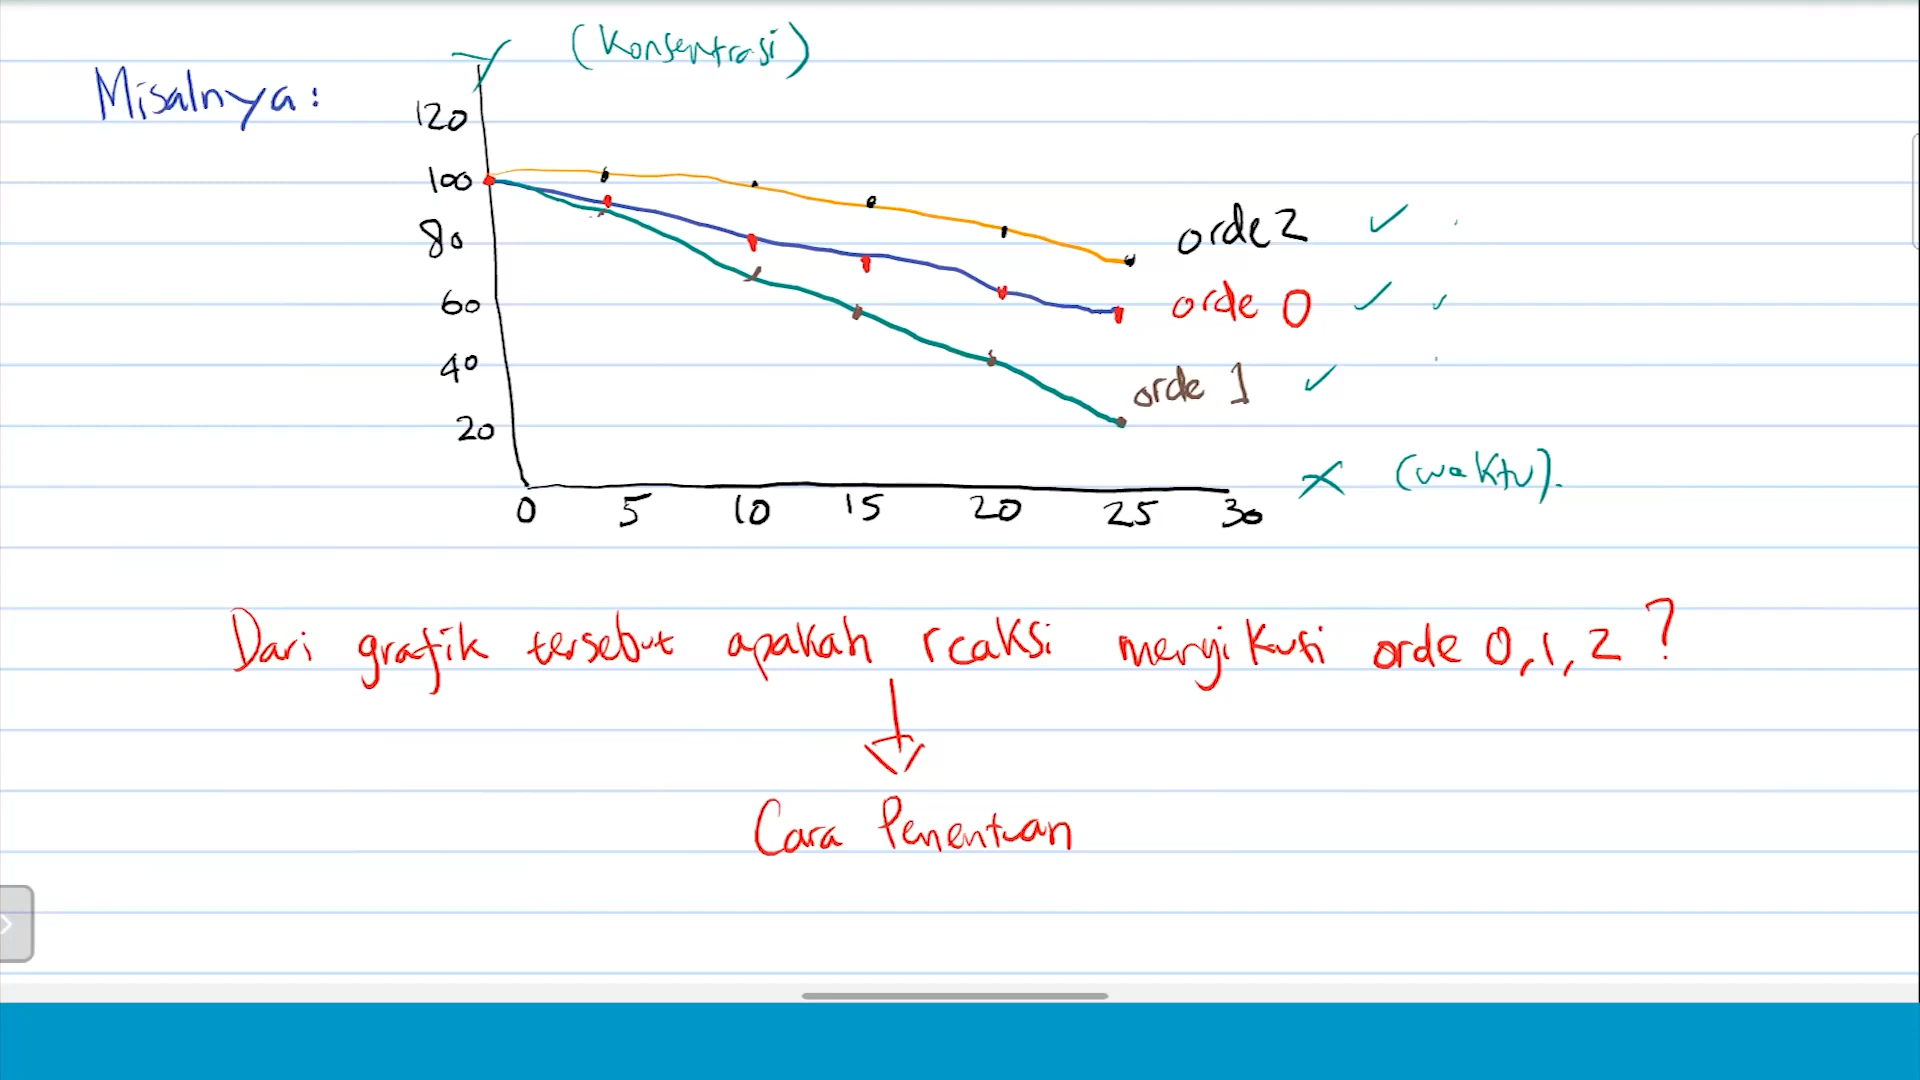 Y (Konsentrasi)
Misalnya:
120
100
80
60
40
20
orde 2
orde 0
orde 1
X (waktu).
0 5 10 15 20 25 30
Dari grafik tersebut apakah reaksi mengikuti orde 0, 1, 2 ?
Cara Penentuan